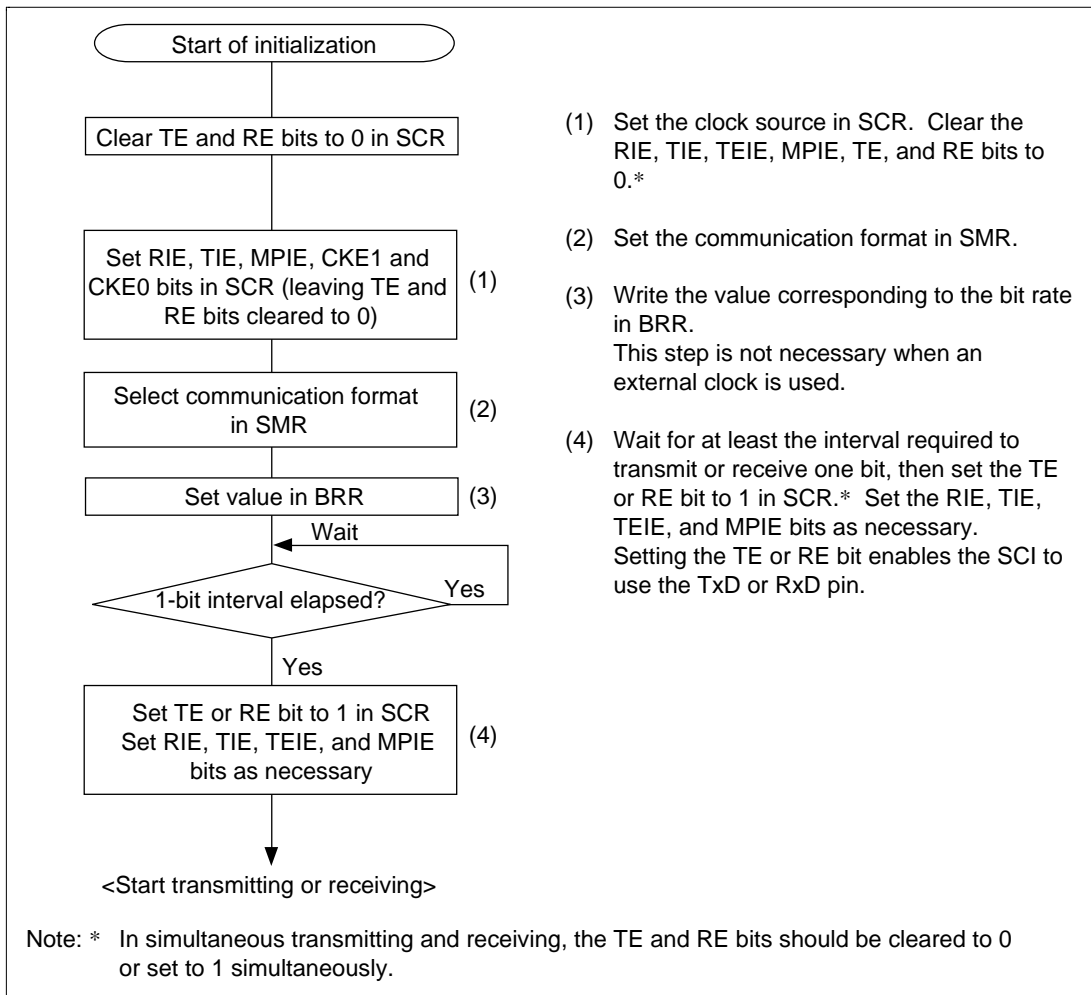 Start of initialization
Clear TE and RE bits to 0 in SCR
Set RIE, TIE, MPIE, CKE1 and
CKE0 bits in SCR (leaving TE and
RE bits cleared to 0)
(1)
Select communication format
in SMR
(2)
Set value in BRR
(3)
Wait
1-bit interval elapsed?
Yes
Yes
Set TE or RE bit to 1 in SCR
Set RIE, TIE, TEIE, and MPIE
bits as necessary
(4)
<Start transmitting or receiving>
(1) Set the clock source in SCR. Clear the
RIE, TIE, TEIE, MPIE, TE, and RE bits to
0.*
(2) Set the communication format in SMR.
(3) Write the value corresponding to the bit rate
in BRR.
This step is not necessary when an
external clock is used.
(4) Wait for at least the interval required to
transmit or receive one bit, then set the TE
or RE bit to 1 in SCR.* Set the RIE, TIE,
TEIE, and MPIE bits as necessary.
Setting the TE or RE bit enables the SCI to
use the TxD or RxD pin.
Note: * In simultaneous transmitting and receiving, the TE and RE bits should be cleared to 0
or set to 1 simultaneously.